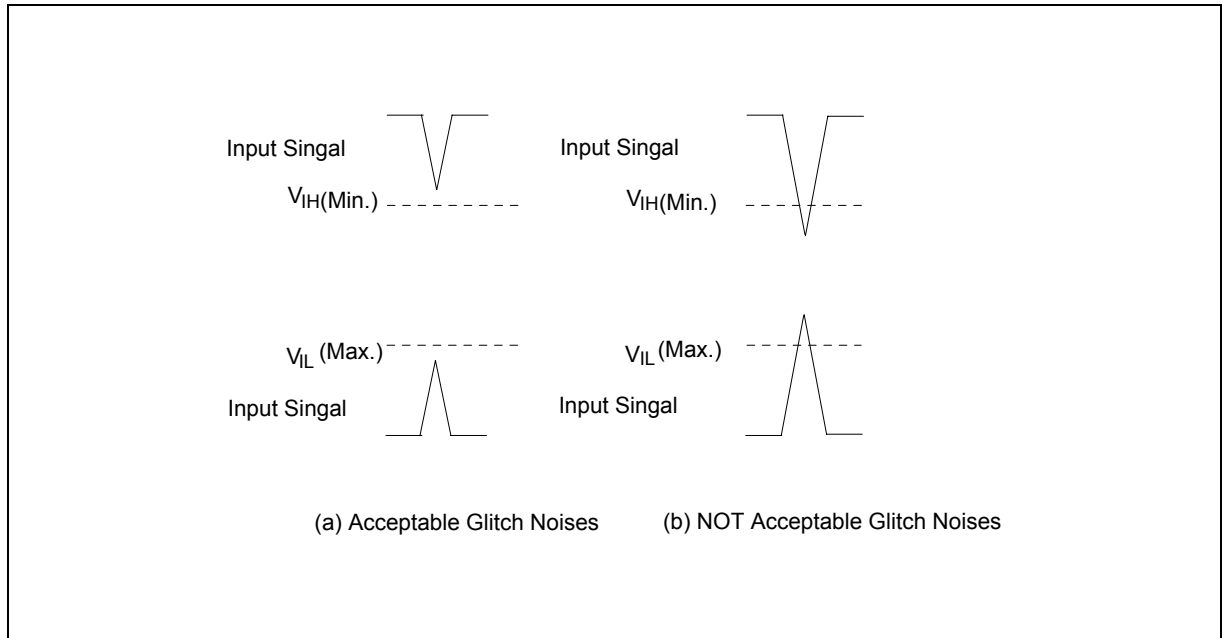 Input Singal
Input Singal
VIH(Min.)
VIH(Min.)
VIL (Max.)
VIL (Max.)
Input Singal
Input Singal
(a) Acceptable Glitch Noises
(b) NOT Acceptable Glitch Noises